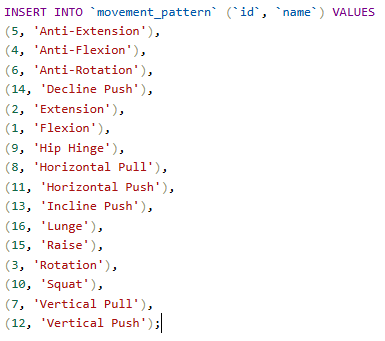 INSERT INTO `movement_pattern` (`id`, `name`) VALUES
(5, 'Anti-Extension'),
(4, 'Anti-Flexion'),
(6, 'Anti-Rotation'),
(14, 'Decline Push'),
(2, 'Extension'),
(1, 'Flexion'),
(9, 'Hip Hinge'),
(8, 'Horizontal Pull'),
(11, 'Horizontal Push'),
(13, 'Incline Push'),
(16, 'Lunge'),
(15, 'Raise'),
(3, 'Rotation'),
(10, 'Squat'),
(7, 'Vertical Pull'),
(12, 'Vertical Push');